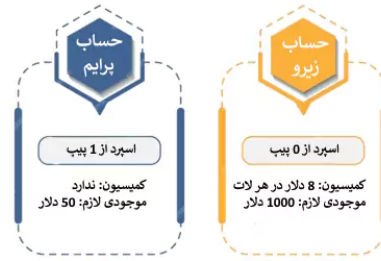 حساب
زیرو
اسپرد از 0 پیپ
کمیسیون: 8 دلار در هر لات
موجودی لازم: 1000 دلار
حساب
پرایم
اسپرد از 1 پیپ
کمیسیون: ندارد
موجودی لازم: 50 دلار